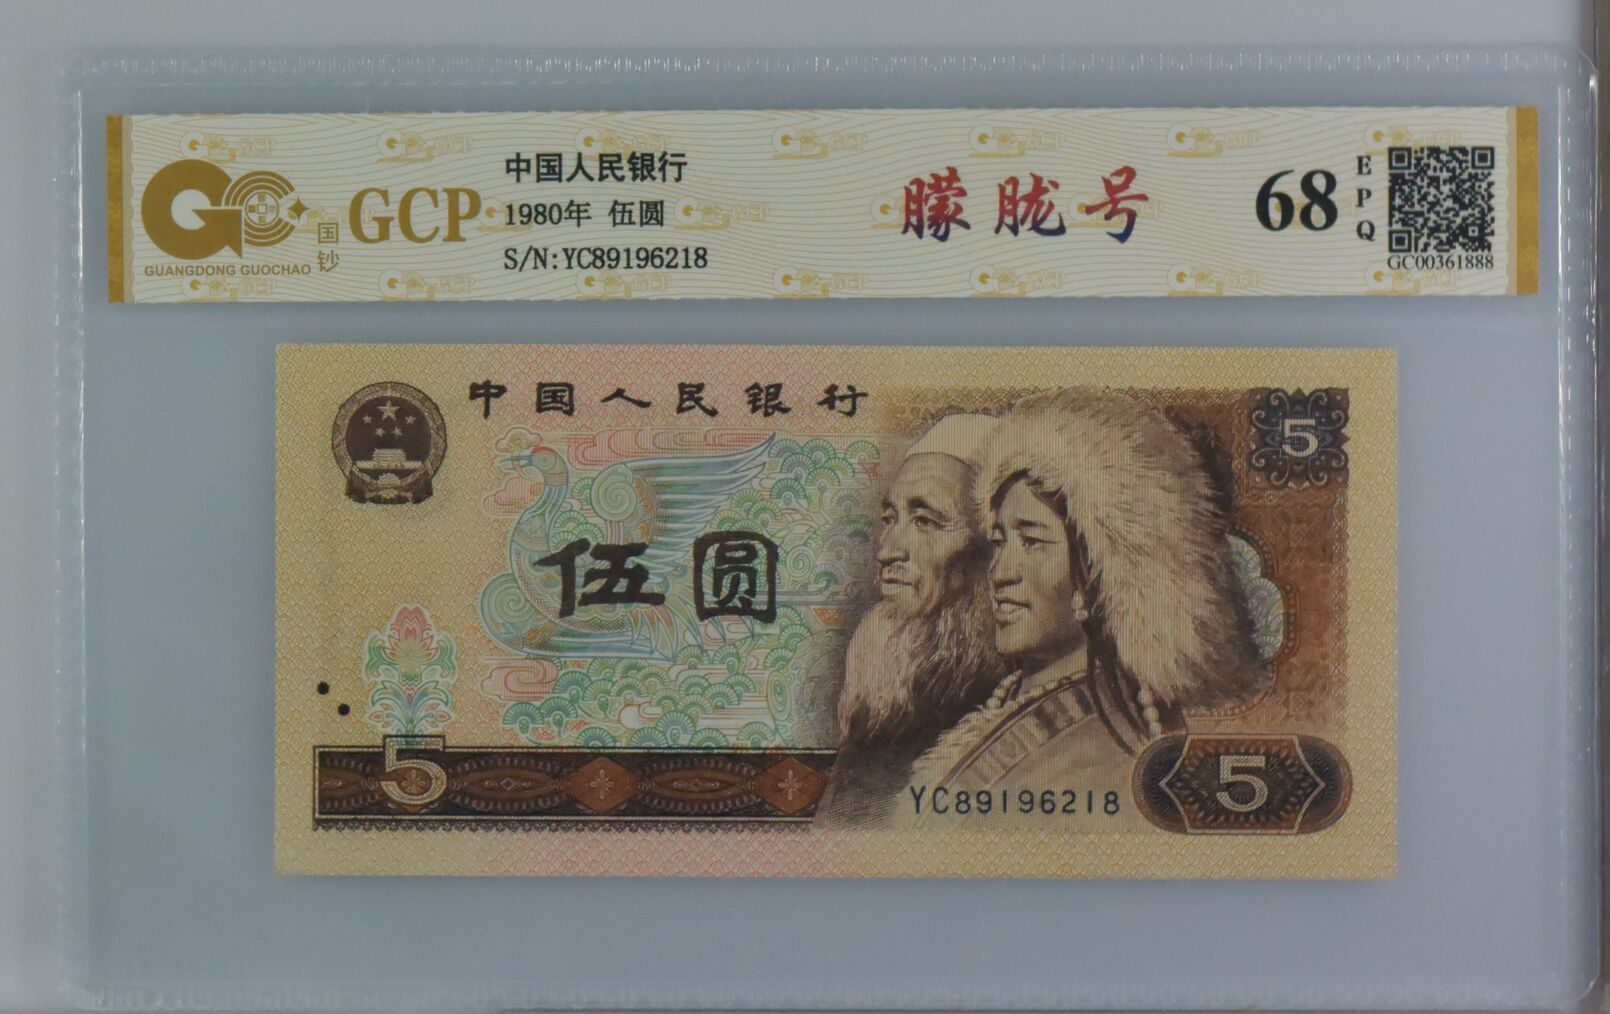 GCP
GUANGDONG GUOCHAO
国钞
中国人民银行
1980年 伍圆
S/N:YC89196218
朦胧号
68
EPQ
GC00361888
中国人民银行
5
伍圆
5
YC89196218
5